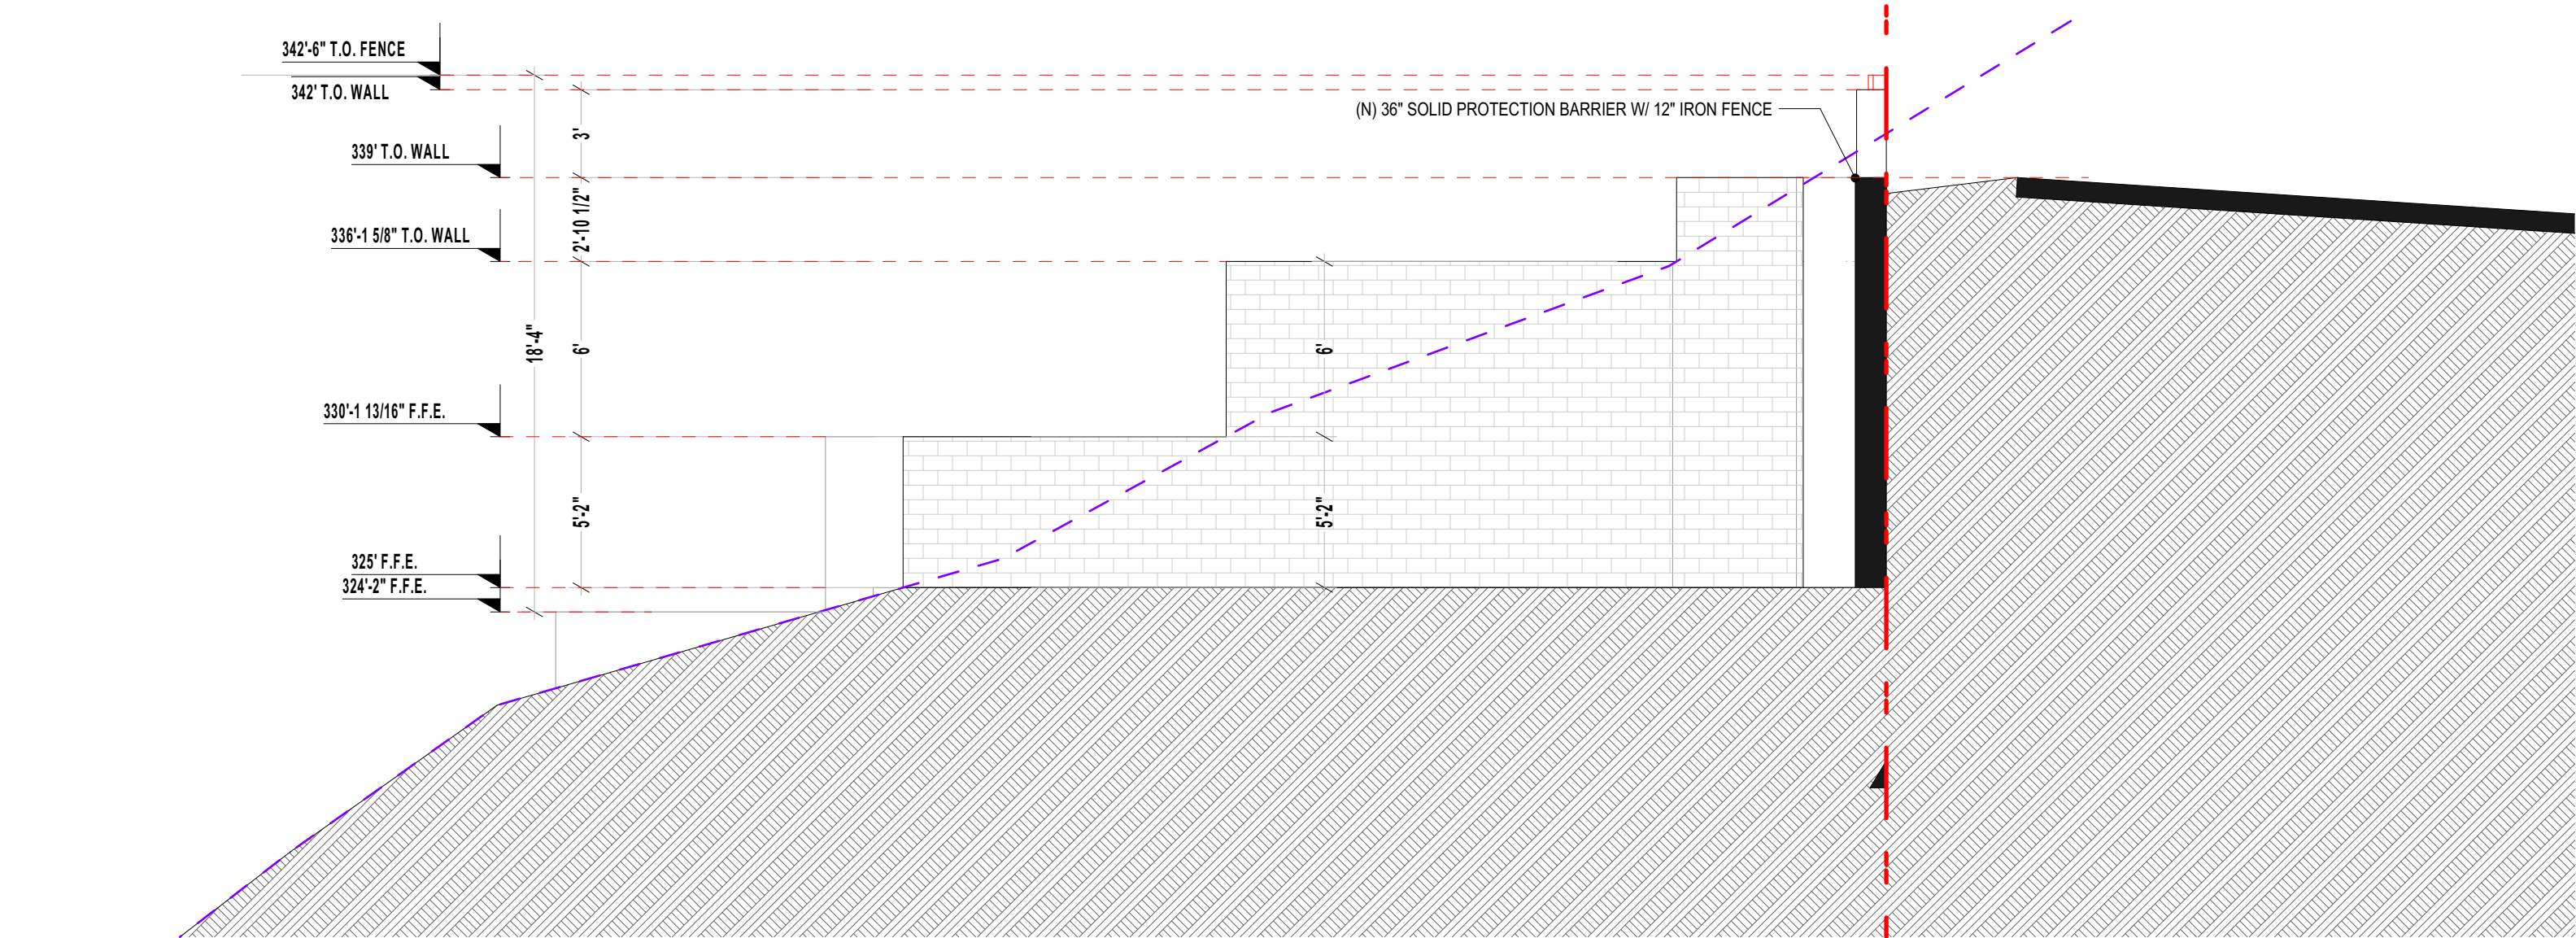 342'-6" T.O. FENCE
342' T.O. WALL
(N) 36" SOLID PROTECTION BARRIER W/ 12" IRON FENCE
3'
339' T.O. WALL
2'-10 1/2"
336'-1 5/8" T.O. WALL
18'-4"
6'
6'
330'-1 13/16" F.F.E.
5'-2"
5'-2"
325' F.F.E.
324'-2" F.F.E.